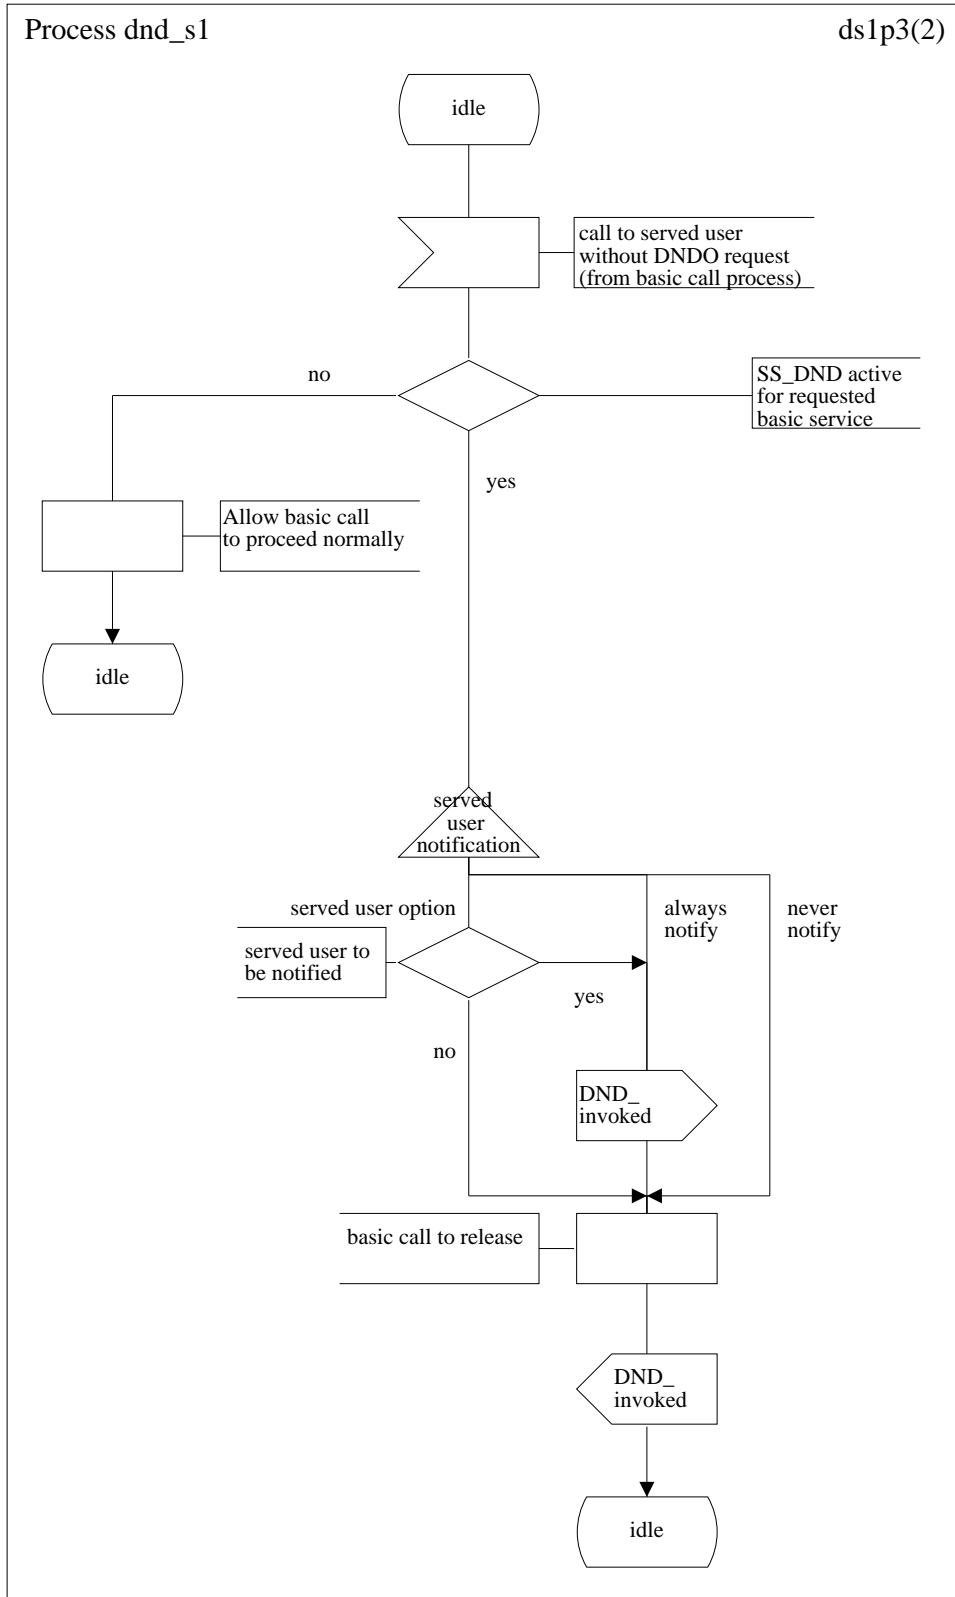 Process dnd_s1
ds1p3(2)
idle
call to served user
without DNDO request
(from basic call process)
no
SS_DND active
for requested
basic service
yes
Allow basic call
to proceed normally
idle
served
user
notification
served user option
always
notify
never
notify
served user to
be notified
yes
no
DND_
invoked
basic call to release
DND_
invoked
idle